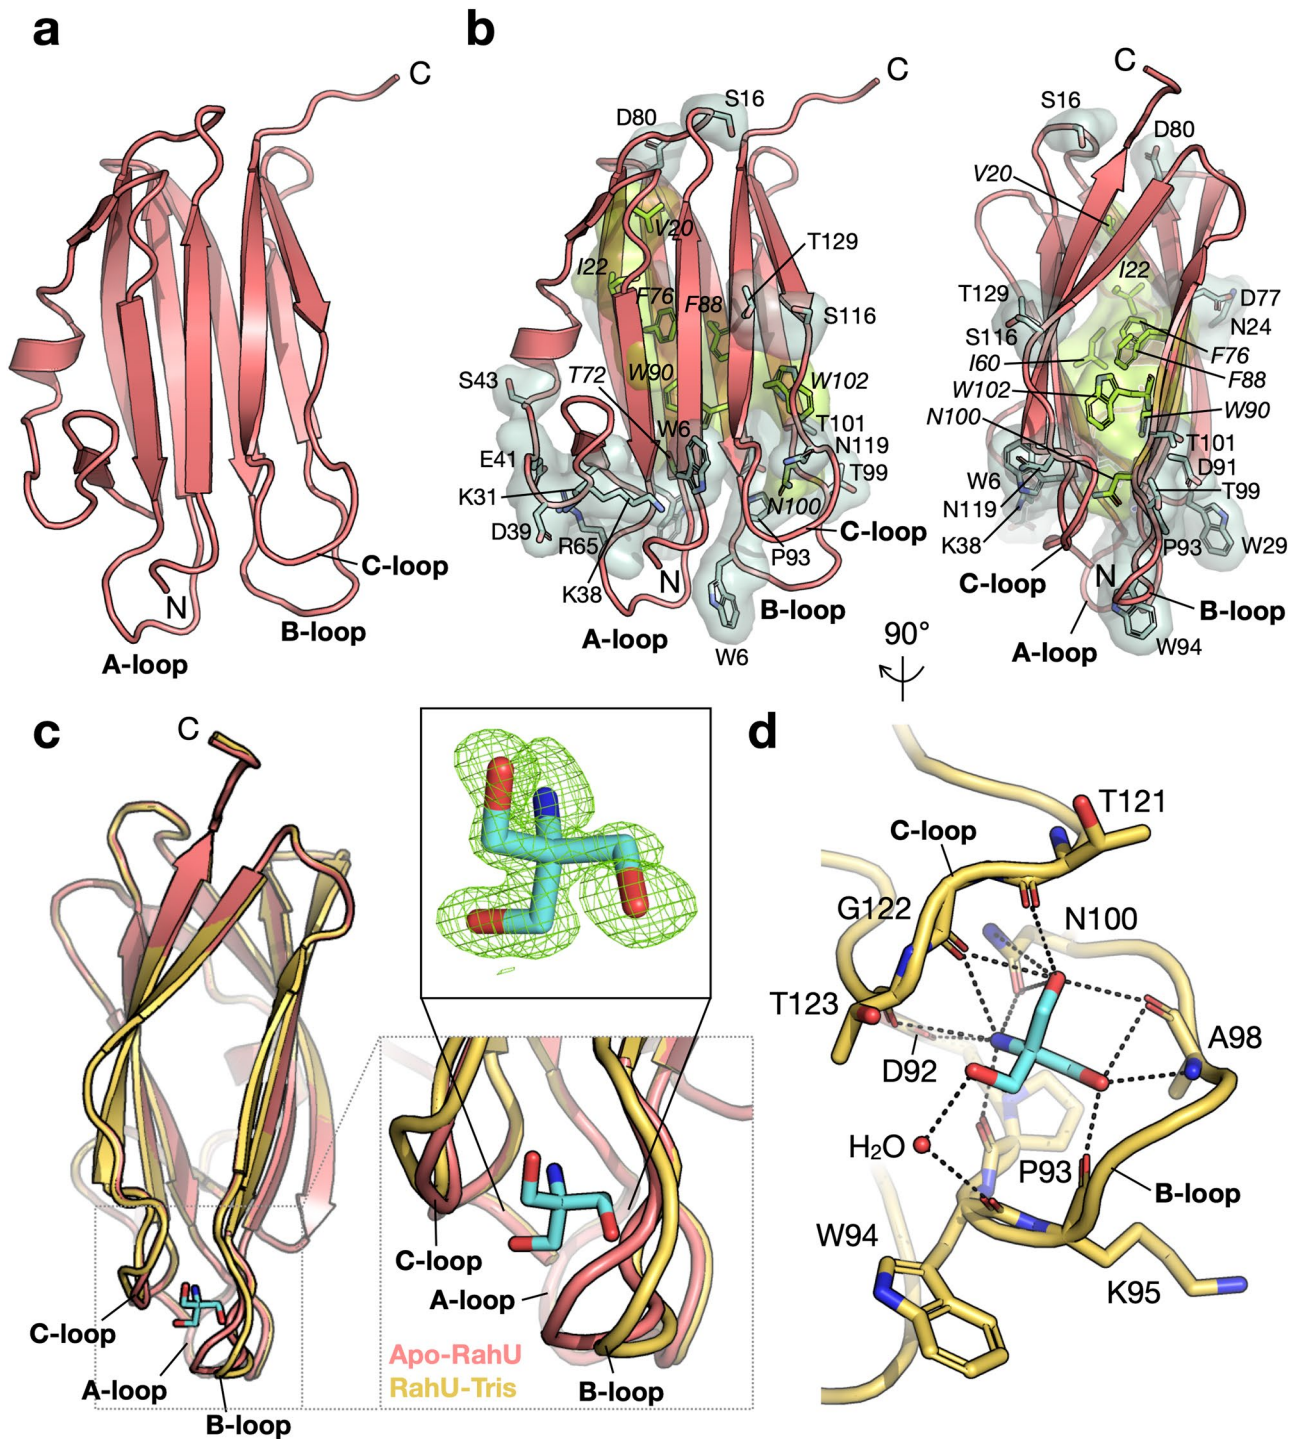 a
C
N
C-loop
B-loop
A-loop
b
C
S16
D80
V20
I22
T129
F76
F88
S116
T72
W90
W102
S43
W6
T101
N119
E41
T99
K31
N100
D39
R65
C-loop
P93
K38
N
B-loop
A-loop
W6
C
S16
D80
V20
I22
T129
D77
N24
S116
I60
F76
F88
W102
W90
N100
T101
D91
W6
T99
N119
P93
K38
W29
C-loop
N
B-loop
A-loop
W94
90°
c
C
C-loop
A-loop
B-loop
C-loop
A-loop
Apo-RahU
RahU-Tris
B-loop
d
T121
C-loop
G122
N100
T123
A98
D92
H₂O
P93
B-loop
W94
K95